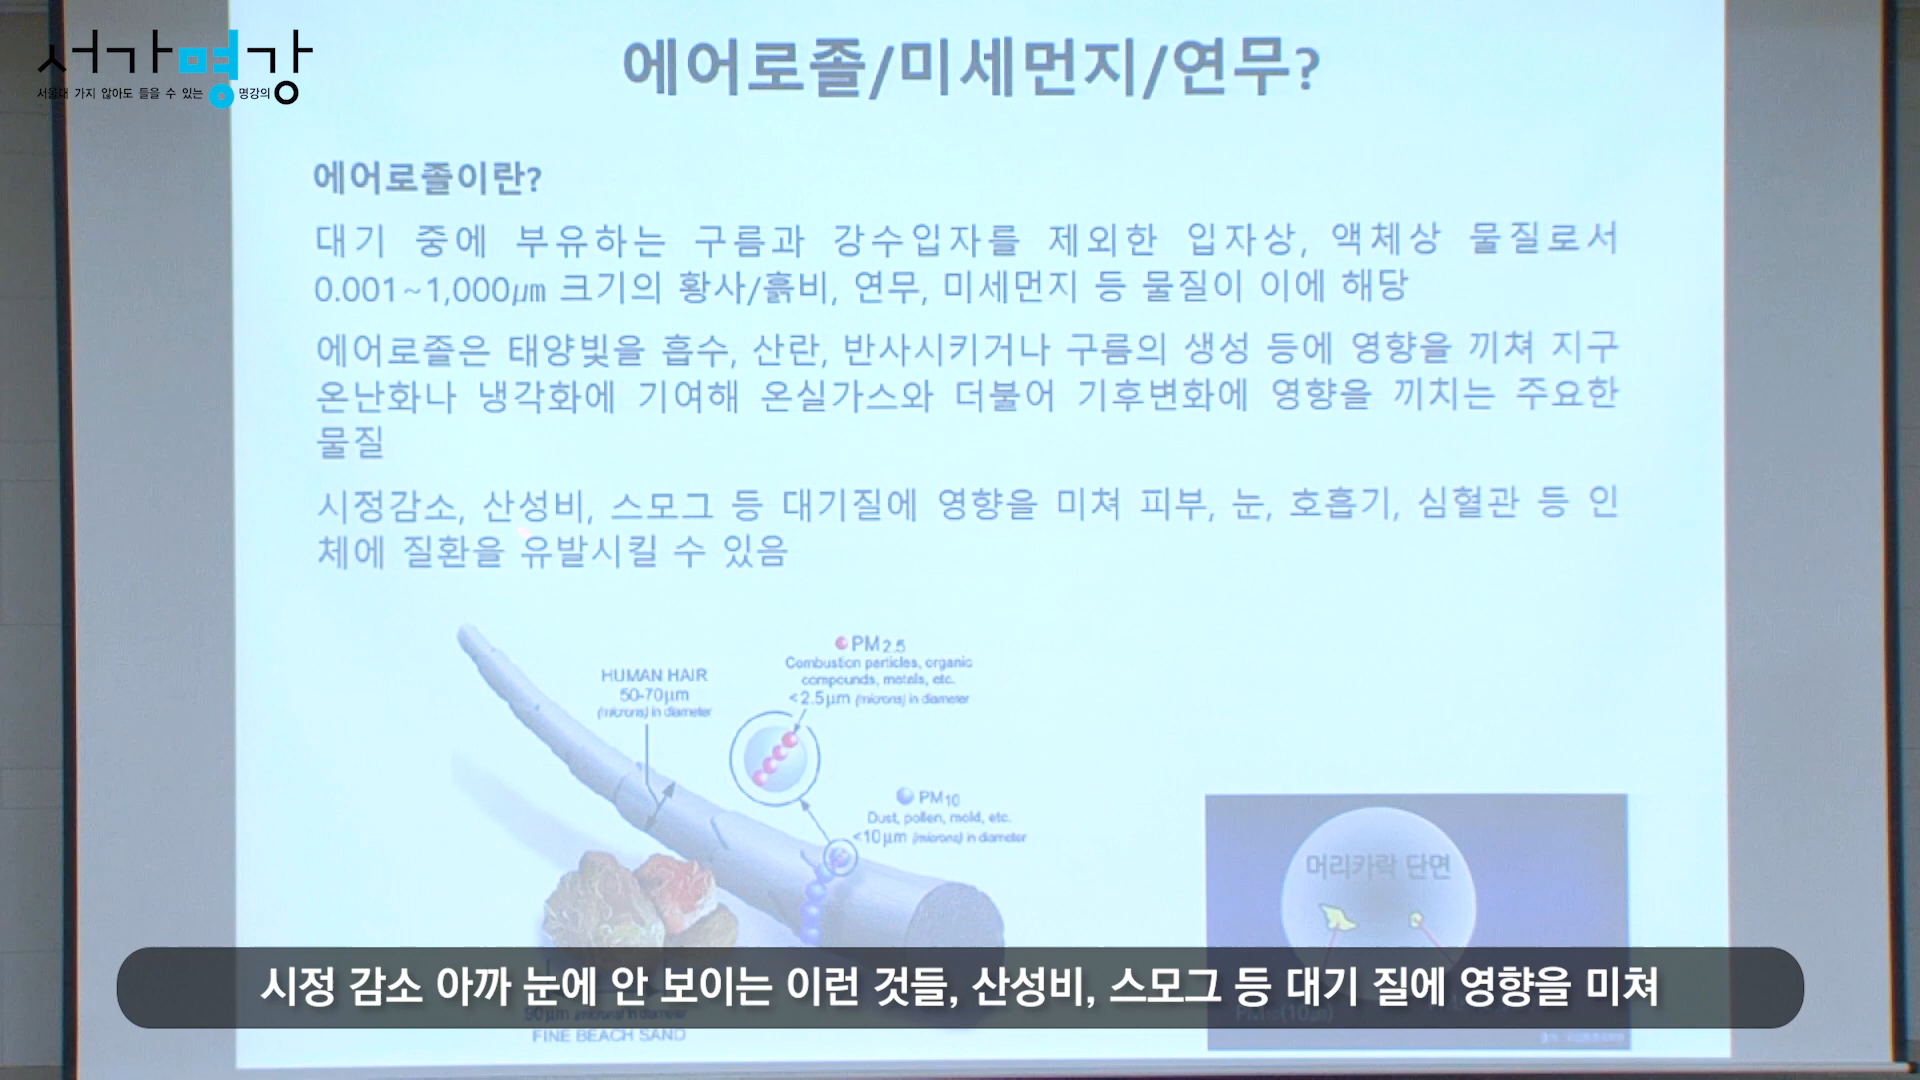 서가명강
서울대 가지 않아도 들을 수 있는 명강의
에어로졸/미세먼지/연무?
에어로졸이란?
대기 중에 부유하는 구름과 강수입자를 제외한 입자상, 액체상 물질로서
0.001~1,000㎛ 크기의 황사/흙비, 연무, 미세먼지 등 물질이 이에 해당
에어로졸은 태양빛을 흡수, 산란, 반사시키거나 구름의 생성 등에 영향을 끼쳐 지구
온난화나 냉각화에 기여해 온실가스와 더불어 기후변화에 영향을 끼치는 주요한
물질
시정감소, 산성비, 스모그 등 대기질에 영향을 미쳐 피부, 눈, 호흡기, 심혈관 등 인
체에 질환을 유발시킬 수 있음
HUMAN HAIR
50-70μm
(microns) in diameter
PM2.5
Combustion particles, organic
compounds, metals, etc.
<2.5μm (microns) in diameter
PM10
Dust, pollen, mold, etc.
<10μm (microns) in diameter
머리카락 단면
90μm (microns) in diameter
FINE BEACH SAND
PM10(10μm)
시정 감소 아까 눈에 안 보이는 이런 것들, 산성비, 스모그 등 대기 질에 영향을 미쳐